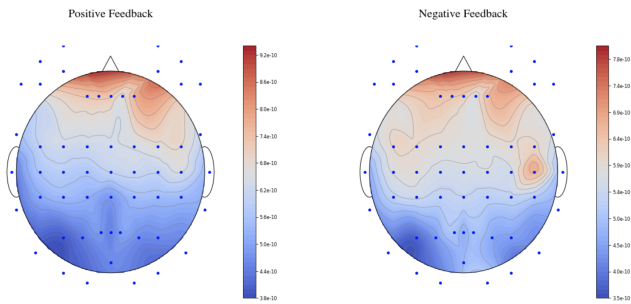 Positive Feedback
Negative Feedback
9.2e-10
8.6e-10
8.0e-10
7.4e-10
6.8e-10
6.2e-10
5.6e-10
5.0e-10
4.4e-10
3.8e-10
7.8e-10
7.4e-10
6.9e-10
6.4e-10
5.9e-10
5.4e-10
5.0e-10
4.5e-10
4.0e-10
3.5e-10